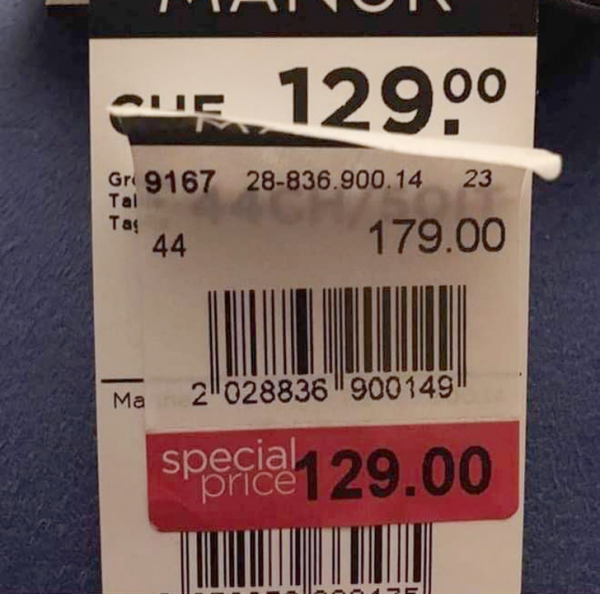 MANOR
CHF 129.00
9167 28-836.900.14 23
44 179.00
2 028836 900149
special price 129.00